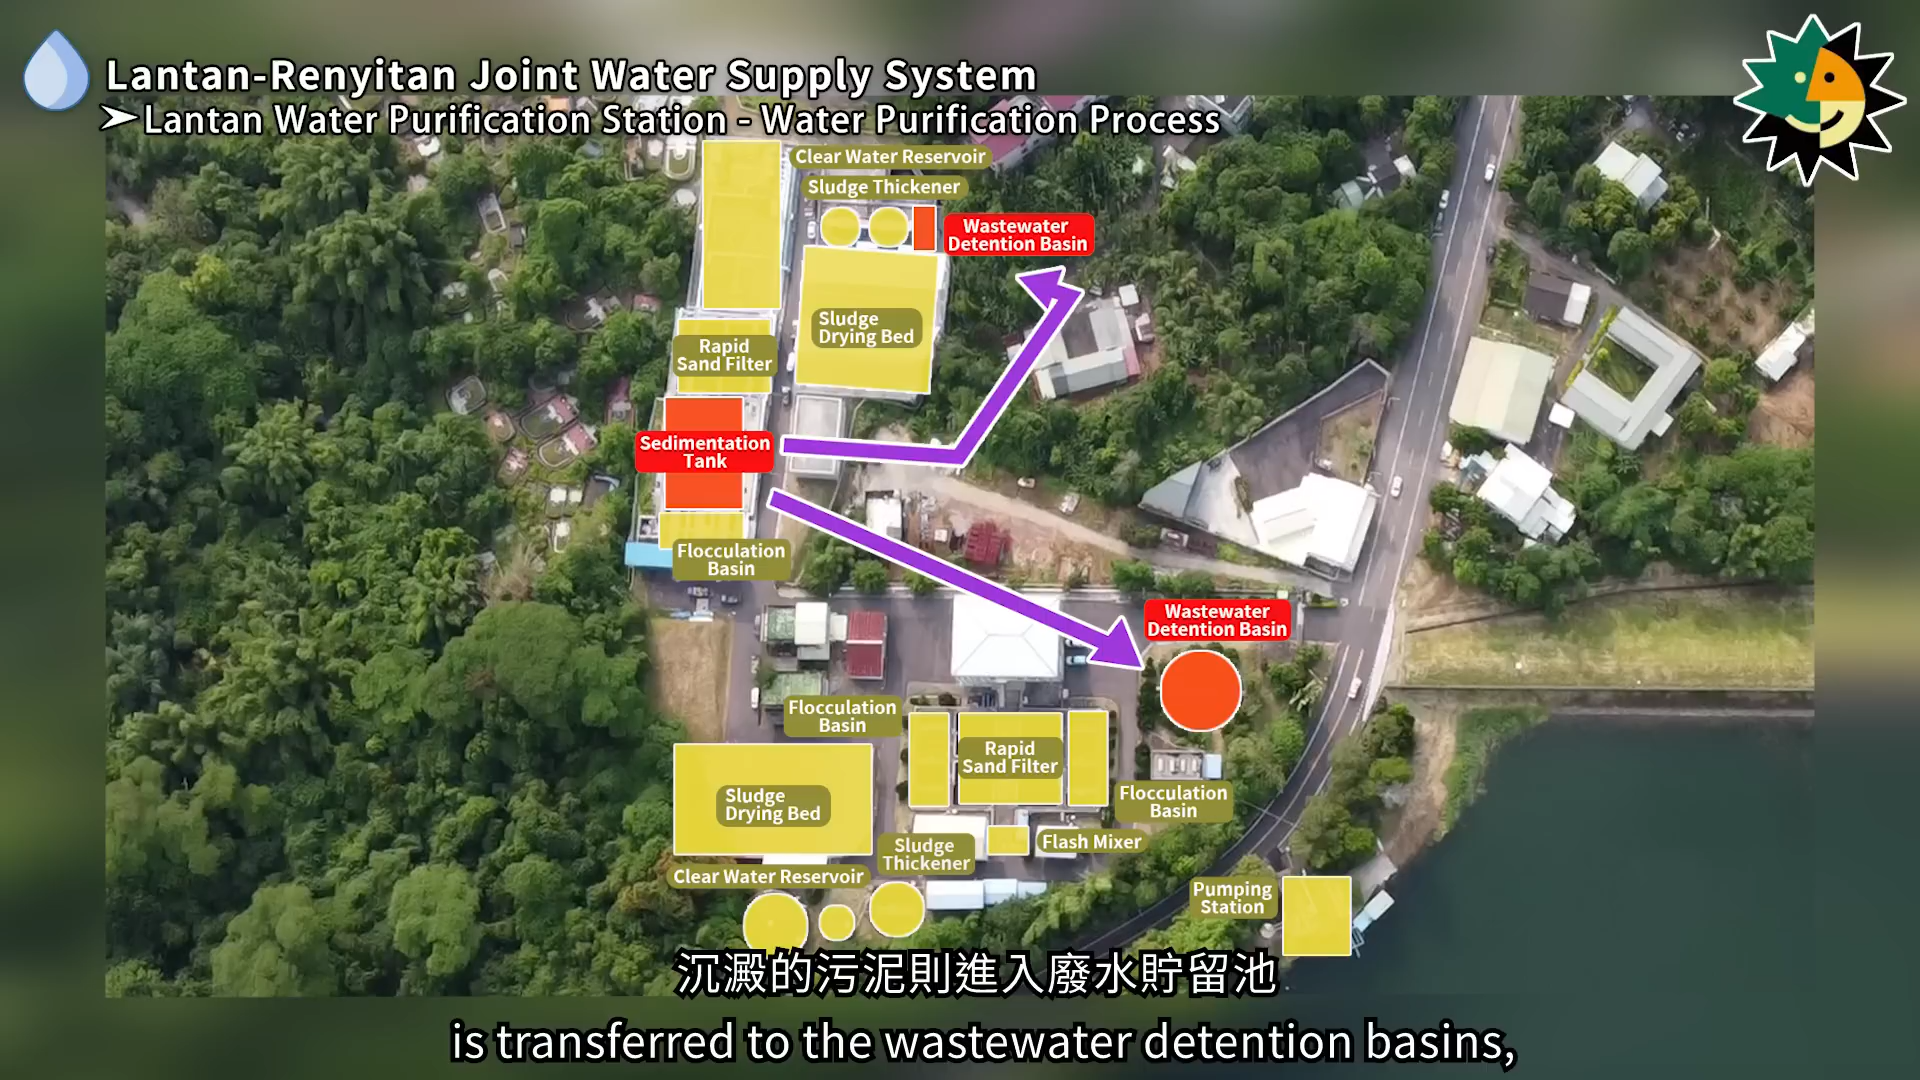 Lantan-Renyitan Joint Water Supply System
➤Lantan Water Purification Station - Water Purification Process
Clear Water Reservoir
Sludge Thickener
Wastewater
Detention Basin
Sludge
Drying Bed
Rapid
Sand Filter
Sedimentation
Tank
Flocculation
Basin
Wastewater
Detention Basin
Flocculation
Basin
Rapid
Sand Filter
Sludge
Drying Bed
Flocculation
Basin
Flash Mixer
Sludge
Thickener
Clear Water Reservoir
Pumping
Station
沉澱的污泥則進入廢水貯留池
is transferred to the wastewater detention basins,